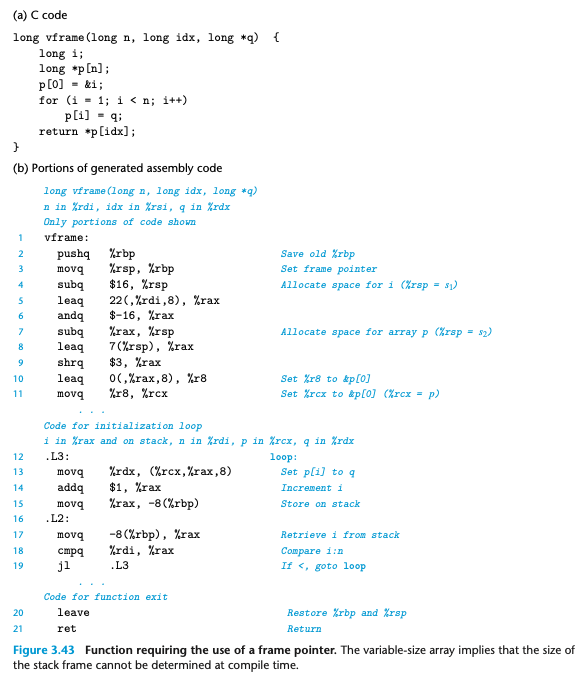 (a) C code
long vframe(long n, long idx, long *q) {
long i;
long *p[n];
p[0] = &i;
for (i = 1; i < n; i++)
p[i] = q;
return *p[idx];
}
(b) Portions of generated assembly code
long vframe(long n, long idx, long *q)
n in %rdi, idx in %rsi, q in %rdx
Only portions of code shown
1 vframe:
2 pushq %rbp Save old %rbp
3 movq %rsp, %rbp Set frame pointer
4 subq $16, %rsp Allocate space for i (%rsp = s₁)
5 leaq 22(,%rdi,8), %rax
6 andq $-16, %rax
7 subq %rax, %rsp Allocate space for array p (%rsp = s₂)
8 leaq 7(%rsp), %rax
9 shrq $3, %rax
10 leaq 0(,%rax,8), %r8 Set %r8 to &p[0]
11 movq %r8, %rcx Set %rcx to &p[0] (%rcx = p)
. . .
Code for initialization loop
i in %rax and on stack, n in %rdi, p in %rcx, q in %rdx
12 .L3: loop:
13 movq %rdx, (%rcx,%rax,8) Set p[i] to q
14 addq $1, %rax Increment i
15 movq %rax, -8(%rbp) Store on stack
16 .L2:
17 movq -8(%rbp), %rax Retrieve i from stack
18 cmpq %rdi, %rax Compare i:n
19 jl .L3 If <, goto loop
. . .
Code for function exit
20 leave Restore %rbp and %rsp
21 ret Return
Figure 3.43 Function requiring the use of a frame pointer. The variable-size array implies that the size of
the stack frame cannot be determined at compile time.